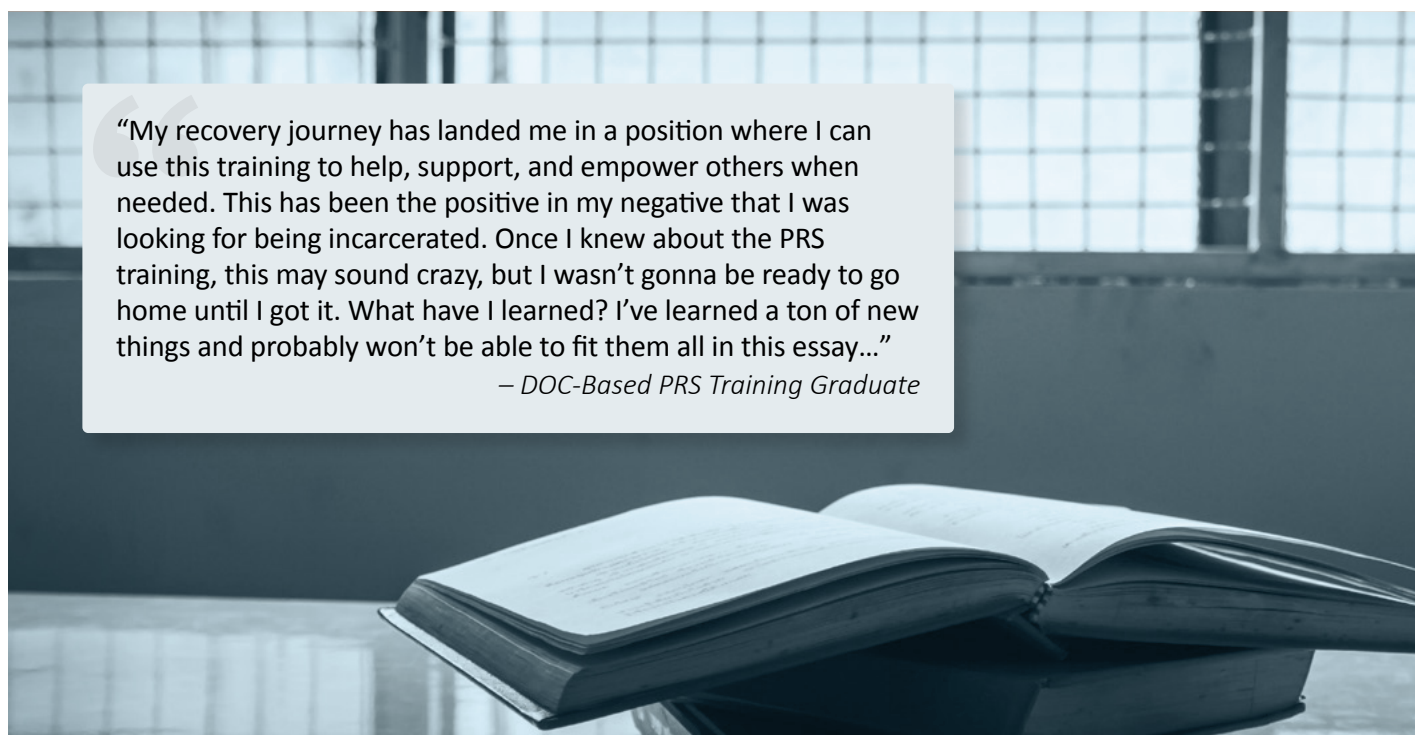 “My recovery journey has landed me in a position where I can
use this training to help, support, and empower others when
needed. This has been the positive in my negative that I was
looking for being incarcerated. Once I knew about the PRS
training, this may sound crazy, but I wasn’t gonna be ready to go
home until I got it. What have I learned? I’ve learned a ton of new
things and probably won’t be able to fit them all in this essay…”
– DOC-Based PRS Training Graduate